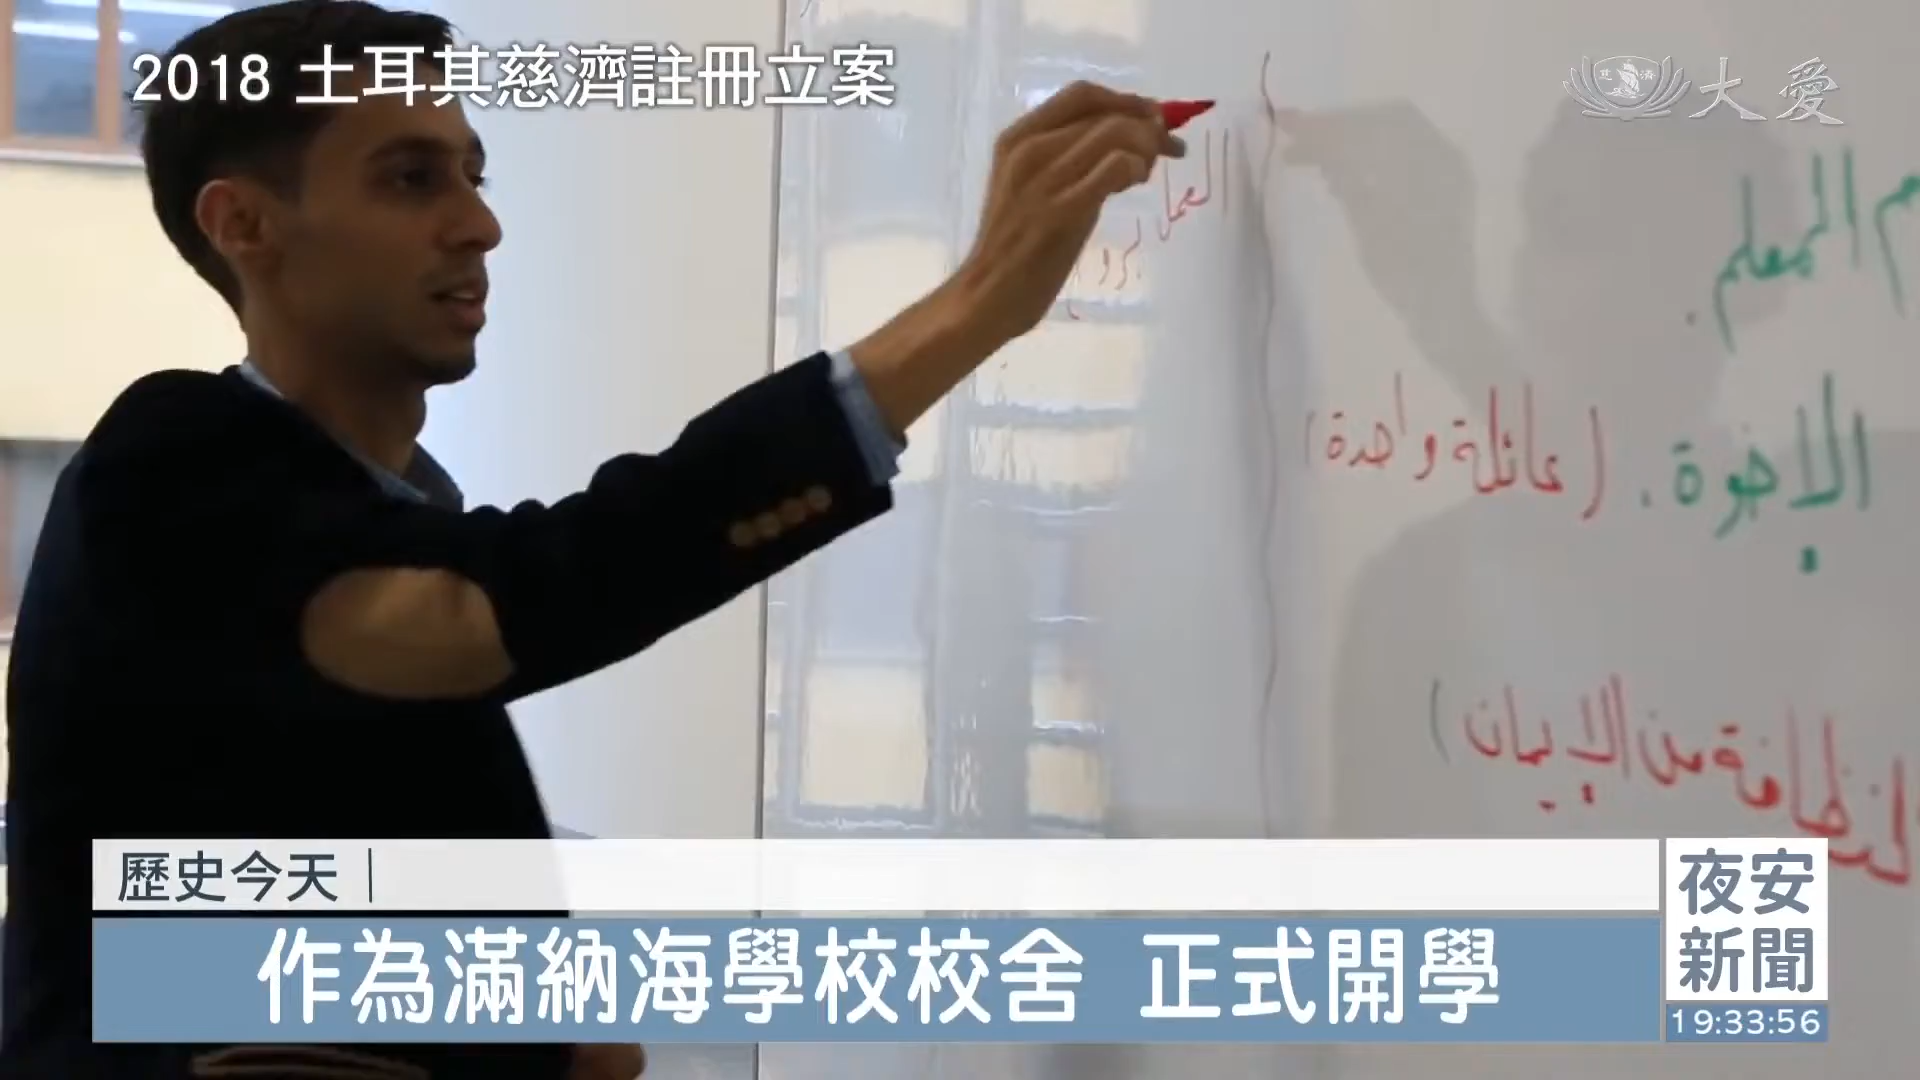 2018 土耳其慈濟註冊立案
大愛
العمل
م المعلم.
الإخوة. (عائلة واحدة)
من الإيمان)
歷史今天
作為滿納海學校校舍 正式開學
夜安
新聞
19:33:56